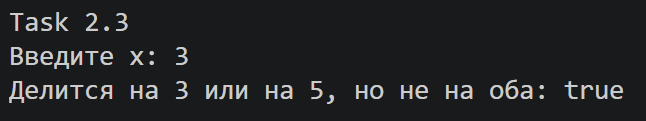 Task 2.3
Введите x: 3
Делится на 3 или на 5, но не на оба: true